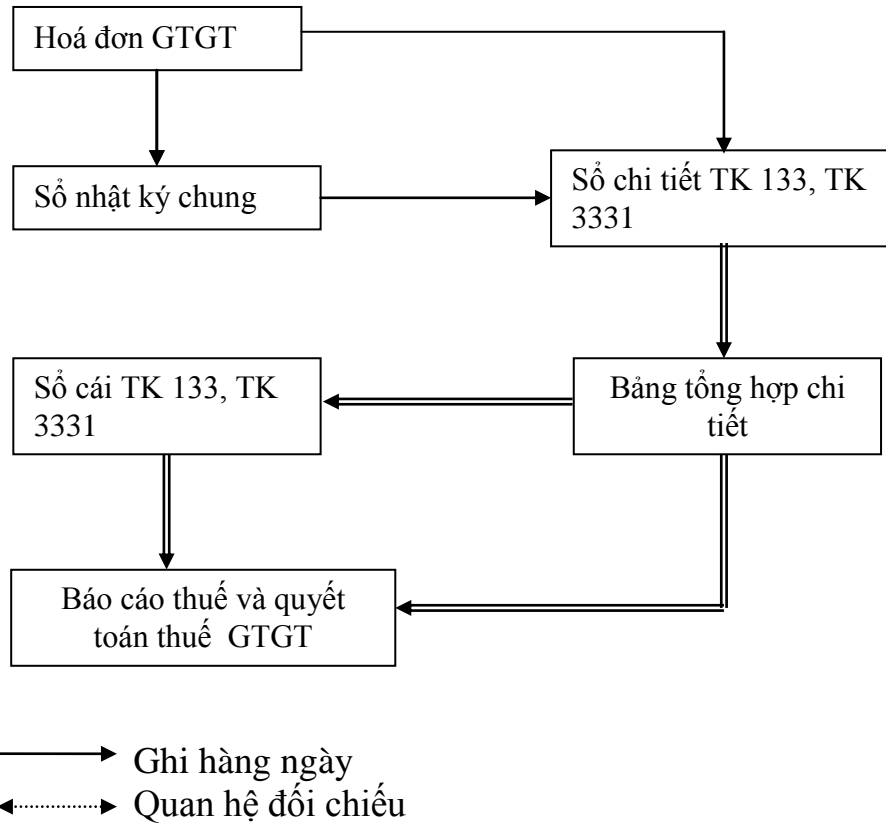 Hoá đơn GTGT
Sổ nhật ký chung
Sổ chi tiết TK 133, TK
3331
Sổ cái TK 133, TK
3331
Bảng tổng hợp chi
tiết
Báo cáo thuế và quyết
toán thuế GTGT
Ghi hàng ngày
Quan hệ đối chiếu